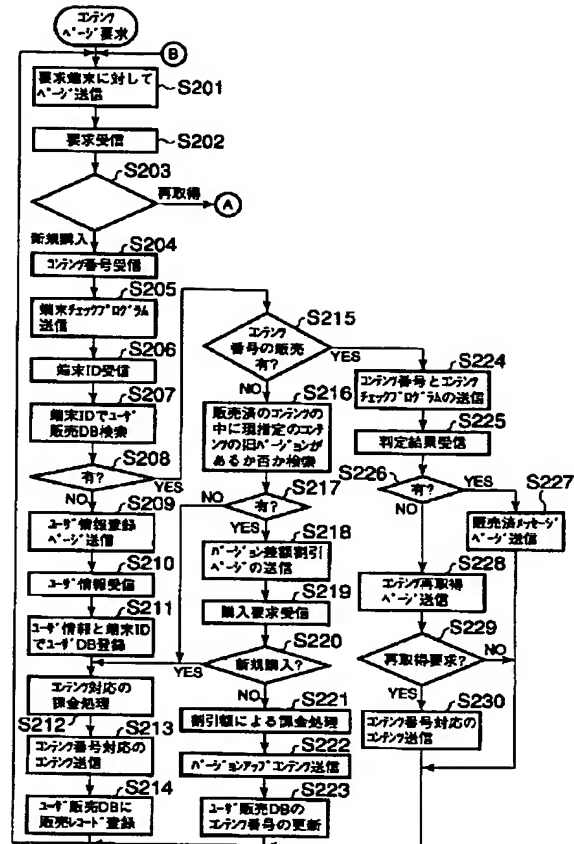 コンテンツ
ページ要求
B
要求端末に対して
ページ送信
S201
要求受信
S202
S203
再取得
A
新規購入
S204
コンテンツ番号受信
S205
端末チェックプログラム
送信
S206
端末ID受信
S207
端末IDでユーザ
販売DB検索
S208
有?
YES
NO
S209
ユーザ情報登録
ページ送信
S210
ユーザ情報受信
S211
ユーザ情報と端末ID
でユーザDB登録
コンテンツ対応の
課金処理
S212
S213
コンテンツ番号対応の
コンテンツ送信
S214
ユーザ販売DBに
販売レコード登録
S215
コンテンツ
番号の販売
有?
YES
NO
S216
販売済のコンテンツの
中に現指定のコンテ
ンツの旧バージョンが
あるか否か検索
S217
NO
有?
YES
S218
バージョン差額割引
ページの送信
S219
購入要求受信
S220
新規購入?
YES
NO
S221
割引額による課金処理
S222
バージョンアップコンテンツ送信
S223
ユーザ販売DBの
コンテンツ番号の更新
S224
コンテンツ番号とコンテンツ
チェックプログラムの送信
S225
判定結果受信
S226
有?
YES
NO
S227
販売済メッセージ
ページ送信
S228
コンテンツ再取得
ページ送信
S229
再取得要求?
NO
YES
S230
コンテンツ番号対応の
コンテンツ送信